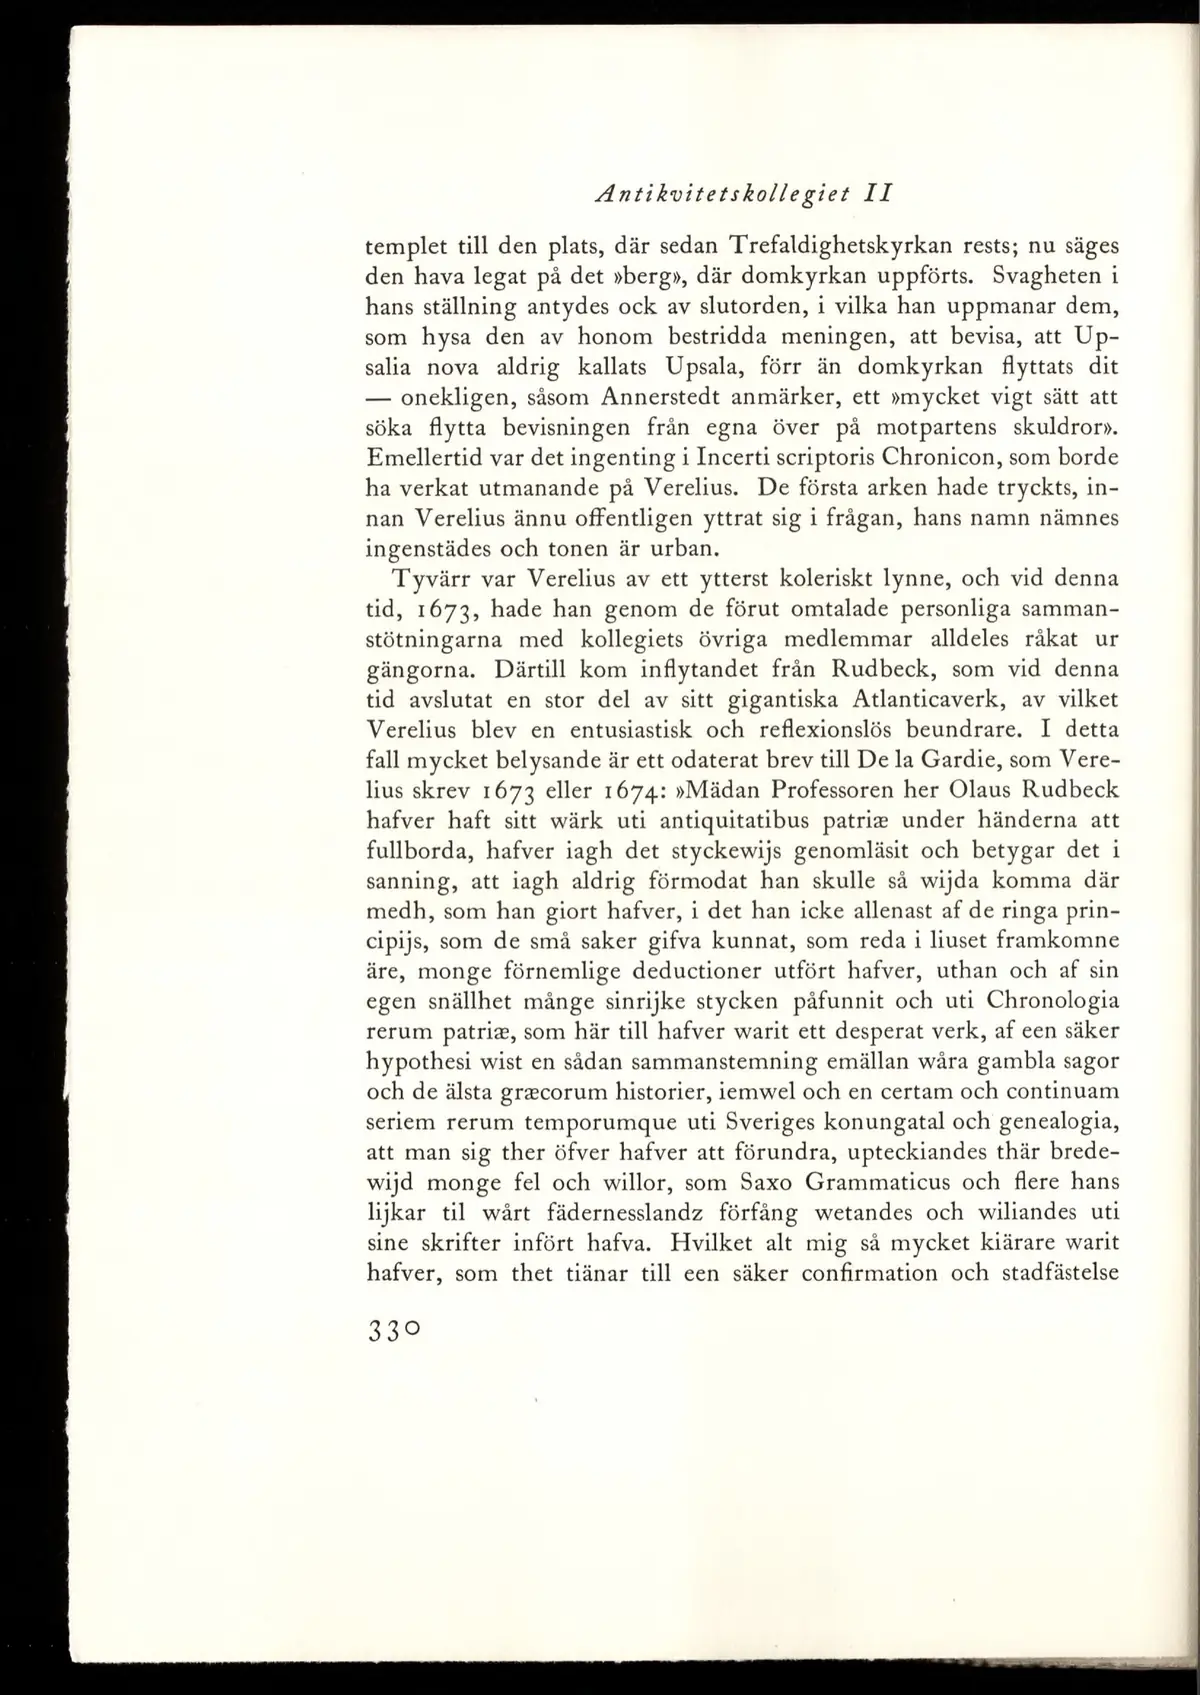 Antikvitetskollegiet II
templet till den plats, där sedan Trefaldighetskyrkan rests; nu säges
den hava legat på det »berg», där domkyrkan uppförts. Svagheten i
hans ställning antydes ock av slutorden, i vilka han uppmanar dem,
som hysa den av honom bestridda meningen, att bevisa, att Up-
salia nova aldrig kallats Upsala, förr än domkyrkan flyttats dit
— onekligen, såsom Annerstedt anmärker, ett »mycket vigt sätt att
söka flytta bevisningen från egna över på motpartens skuldror».
Emellertid var det ingenting i Incerti scriptoris Chronicon, som borde
ha verkat utmanande på Verelius. De första arken hade tryckts, in-
nan Verelius ännu offentligen yttrat sig i frågan, hans namn nämnes
ingenstädes och tonen är urban.
Tyvärr var Verelius av ett ytterst koleriskt lynne, och vid denna
tid, 1673, hade han genom de förut omtalade personliga samman-
stötningarna med kollegiets övriga medlemmar alldeles råkat ur
gängorna. Därtill kom inflytandet från Rudbeck, som vid denna
tid avslutat en stor del av sitt gigantiska Atlanticaverk, av vilket
Verelius blev en entusiastisk och reflexionslös beundrare. I detta
fall mycket belysande är ett odaterat brev till De la Gardie, som Vere-
lius skrev 1673 eller 1674: »Mädan Professoren her Olaus Rudbeck
hafver haft sitt wärk uti antiquitatibus patriæ under händerna att
fullborda, hafver iagh det styckewijs genomläsit och betygar det i
sanning, att iagh aldrig förmodat han skulle så wijda komma där
medh, som han giort hafver, i det han icke allenast af de ringa prin-
cipijs, som de små saker gifva kunnat, som reda i liuset framkomne
äre, monge förnemlige deductioner utfört hafver, uthan och af sin
egen snällhet månge sinrijke stycken påfunnit och uti Chronologia
rerum patriæ, som här till hafver warit ett desperat verk, af een säker
hypothesi wist en sådan sammanstemning emällan wåra gambla sagor
och de älsta græcorum historier, iemwel och en certam och continuam
seriem rerum temporumque uti Sveriges konungatal och genealogia,
att man sig ther öfver hafver att förundra, upteckiandes thär brede-
wijd monge fel och willor, som Saxo Grammaticus och flere hans
lijkar til wårt fädernesslandz förfång wetandes och wiliandes uti
sine skrifter infört hafva. Hvilket alt mig så mycket kiärare warit
hafver, som thet tiänar till een säker confirmation och stadfästelse
330